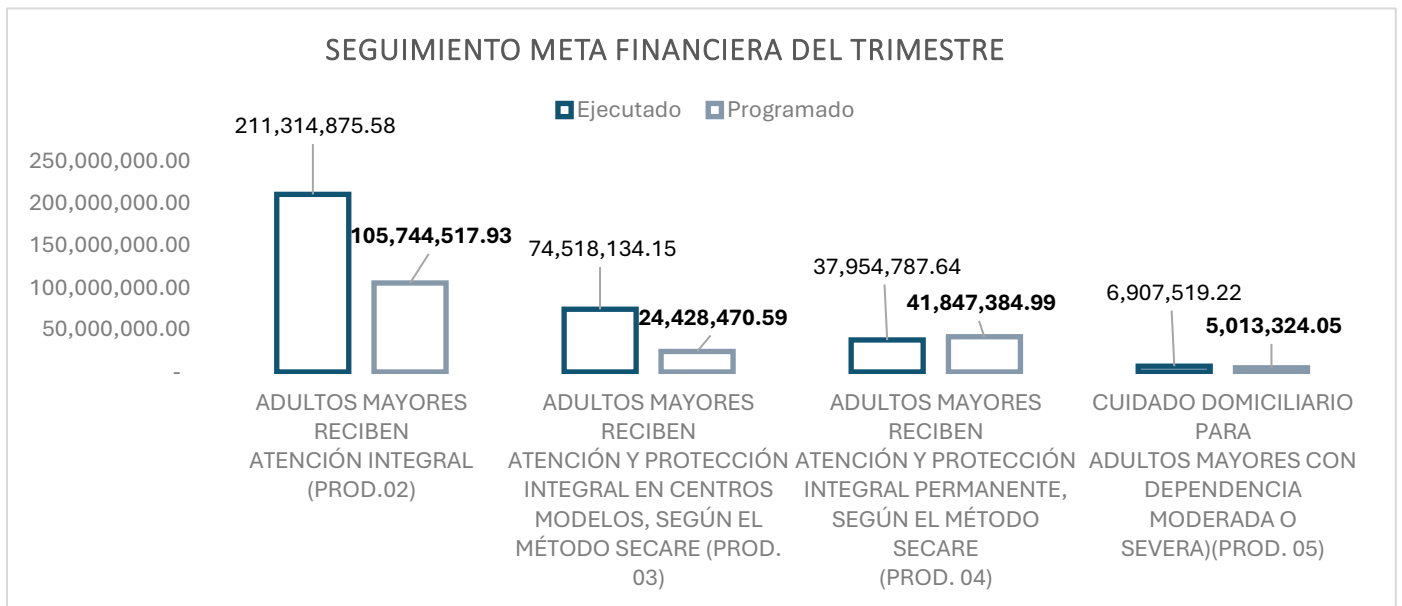 SEGUIMIENTO META FINANCIERA DEL TRIMESTRE
Ejecutado Programado
250,000,000.00
200,000,000.00
150,000,000.00
100,000,000.00
50,000,000.00
-
211,314,875.58
105,744,517.93
74,518,134.15
24,428,470.59
37,954,787.64
41,847,384.99
6,907,519.22
5,013,324.05
ADULTOS MAYORES
RECIBEN
ATENCIÓN INTEGRAL
(PROD.02)
ADULTOS MAYORES
RECIBEN
ATENCIÓN Y PROTECCIÓN
INTEGRAL EN CENTROS
MODELOS, SEGÚN EL
MÉTODO SECARE (PROD.
03)
ADULTOS MAYORES
RECIBEN
ATENCIÓN Y PROTECCIÓN
INTEGRAL PERMANENTE,
SEGÚN EL MÉTODO
SECARE
(PROD. 04)
CUIDADO DOMICILIARIO
PARA
ADULTOS MAYORES CON
DEPENDENCIA
MODERADA O
SEVERA)(PROD. 05)